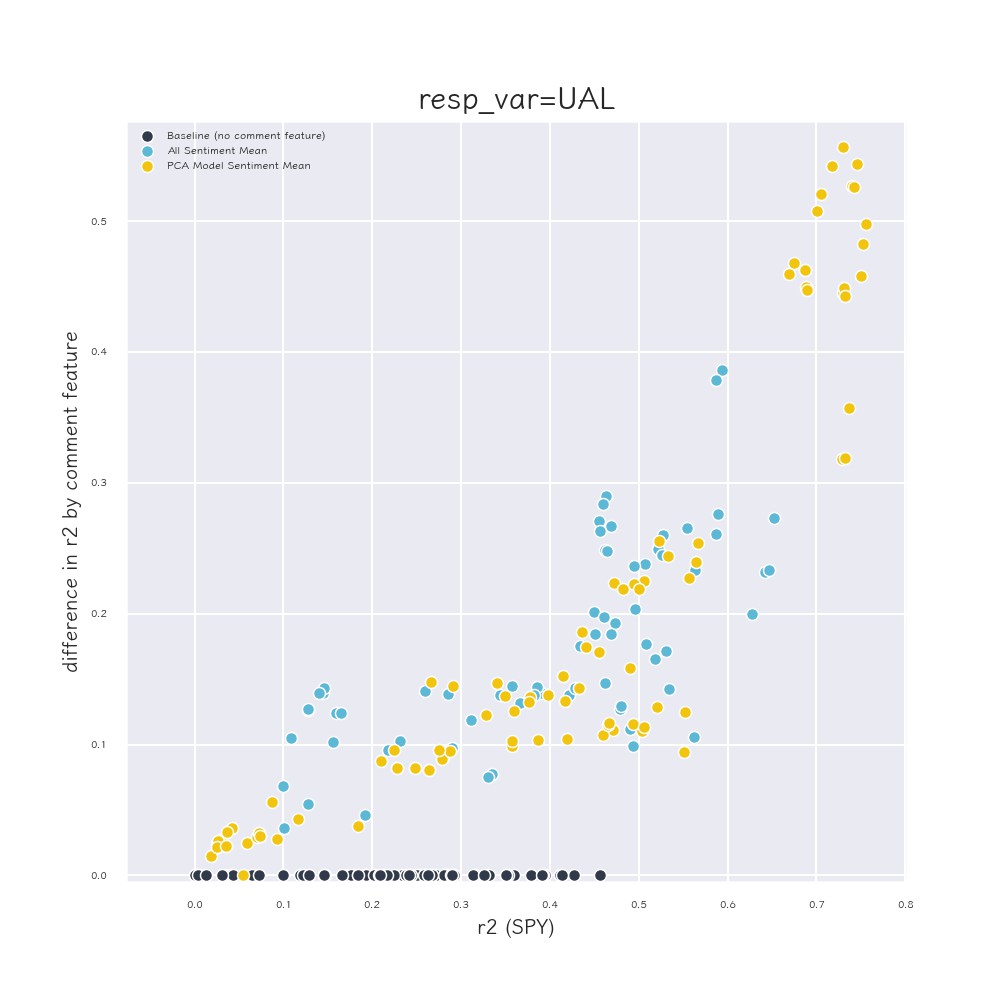 resp_var=UAL
Baseline (no comment feature)
All Sentiment Mean
PCA Model Sentiment Mean
difference in r2 by comment feature
0.5
0.4
0.3
0.2
0.1
0.0
0.0 0.1 0.2 0.3 0.4 0.5 0.6 0.7 0.8
r2 (SPY)